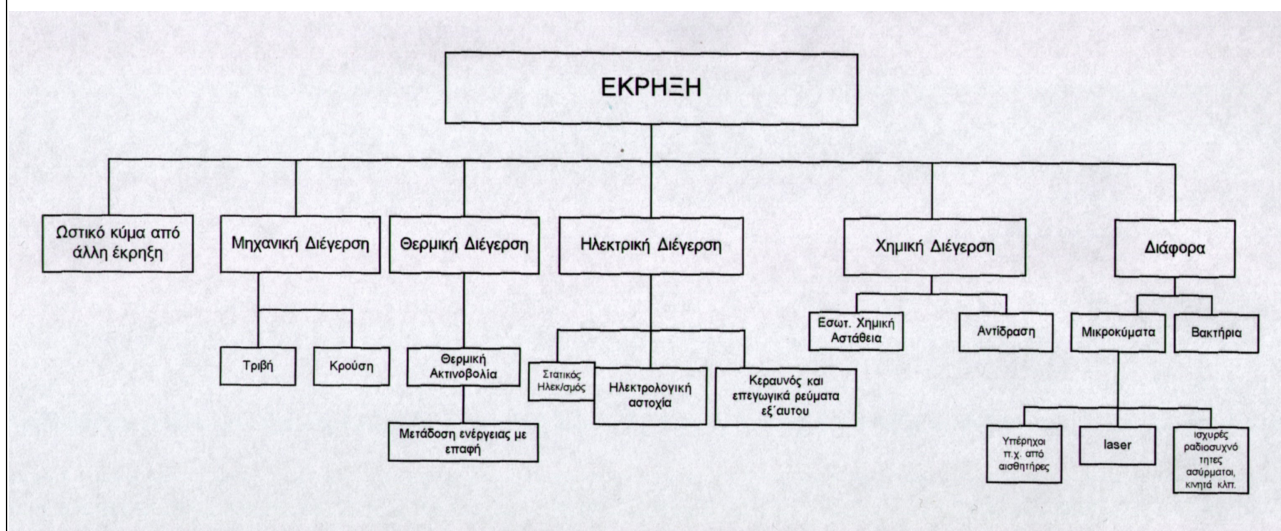 ΕΚΡΗΞΗ
Ωστικό κύμα από
άλλη έκρηξη
Μηχανική Διέγερση
Θερμική Διέγερση
Ηλεκτρική Διέγερση
Χημική Διέγερση
Διάφορα
Τριβή
Κρούση
Θερμική
Ακτινοβολία
Μετάδοση ενέργειας με
επαφή
Στατικός
Ηλεκ/σμός
Ηλεκτρολογική
αστοχία
Κεραυνός και
επεγωγικά ρεύματα
εξ΄αυτου
Εσωτ. Χημική
Αστάθεια
Αντίδραση
Μικροκύματα
Βακτήρια
Υπέρηχοι
π.χ. από
αισθητήρες
laser
ισχυρές
ραδιοσυχνό
τητες
ασύρματοι,
κινητά κλπ.